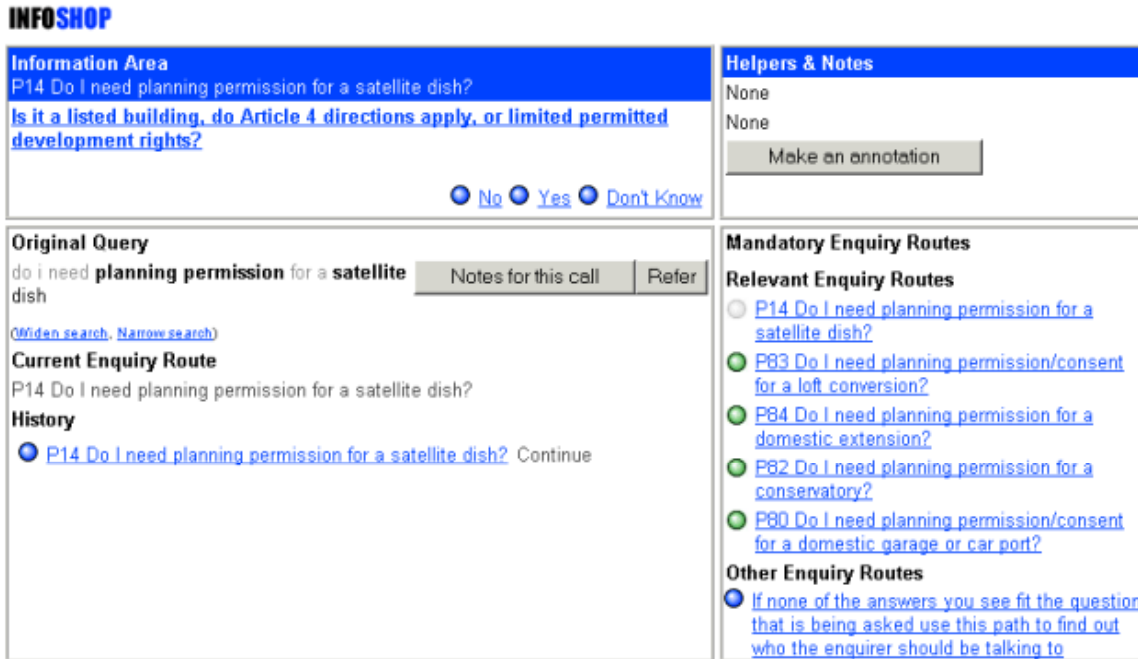 INFOSHOP
Information Area
P14 Do I need planning permission for a satellite dish?
Is it a listed building, do Article 4 directions apply, or limited permitted
development rights?
No Yes Don't Know
Helpers & Notes
None
None
Make an annotation
Original Query
do i need planning permission for a satellite
dish
Notes for this call
Refer
(Widen search, Narrow search)
Current Enquiry Route
P14 Do I need planning permission for a satellite dish?
History
P14 Do I need planning permission for a satellite dish? Continue
Mandatory Enquiry Routes
Relevant Enquiry Routes
P14 Do I need planning permission for a
satellite dish?
P83 Do I need planning permission/consent
for a loft conversion?
P84 Do I need planning permission for a
domestic extension?
P82 Do I need planning permission for a
conservatory?
P80 Do I need planning permission/consent
for a domestic garage or car port?
Other Enquiry Routes
If none of the answers you see fit the question
that is being asked use this path to find out
who the enquirer should be talking to